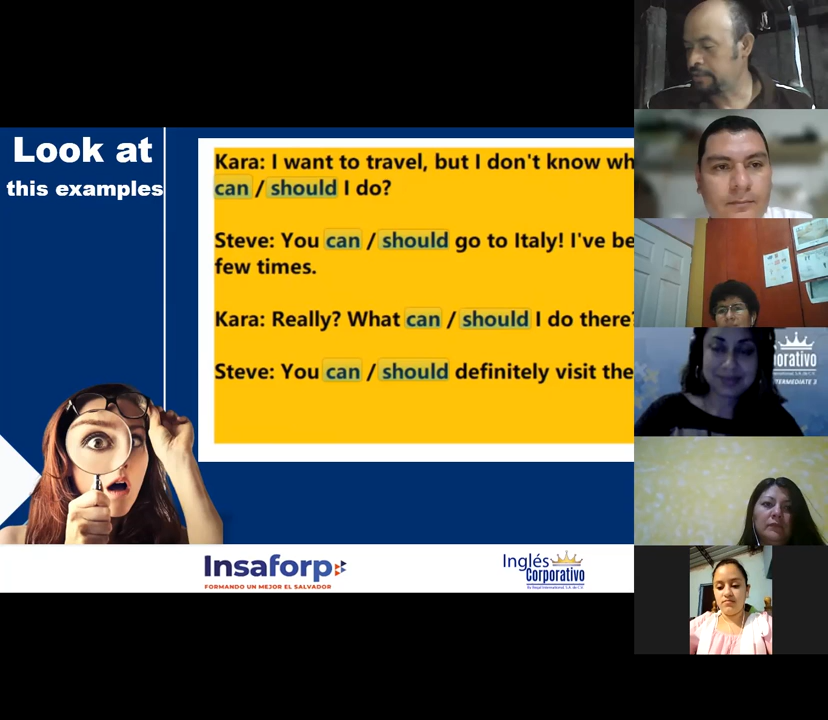 Look at
this examples
Kara: I want to travel, but I don't know
can / should I do?
Steve: You can / should go to Italy! I've
few times.
Kara: Really? What can / should I do there?
Steve: You can / should definitely visit the
Insaforp
FORMANDO UN MEJOR EL SALVADOR
Inglés
Corporativo